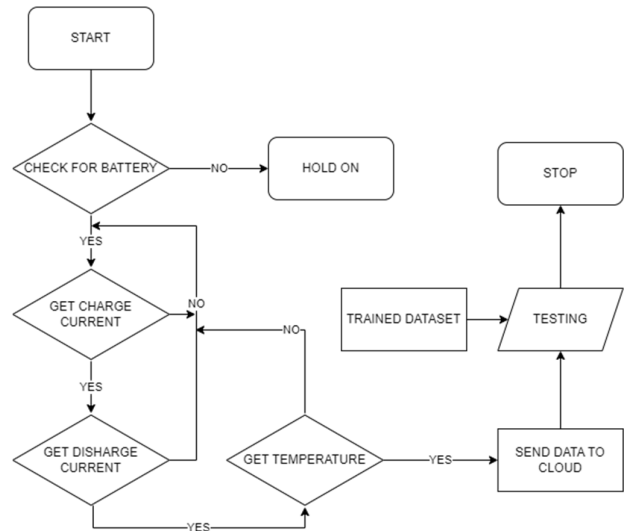 START
CHECK FOR BATTERY
NO
HOLD ON
STOP
YES
GET CHARGE
CURRENT
NO
NO
TRAINED DATASET
TESTING
YES
GET DISHARGE
CURRENT
GET TEMPERATURE
YES
SEND DATA TO
CLOUD
YES